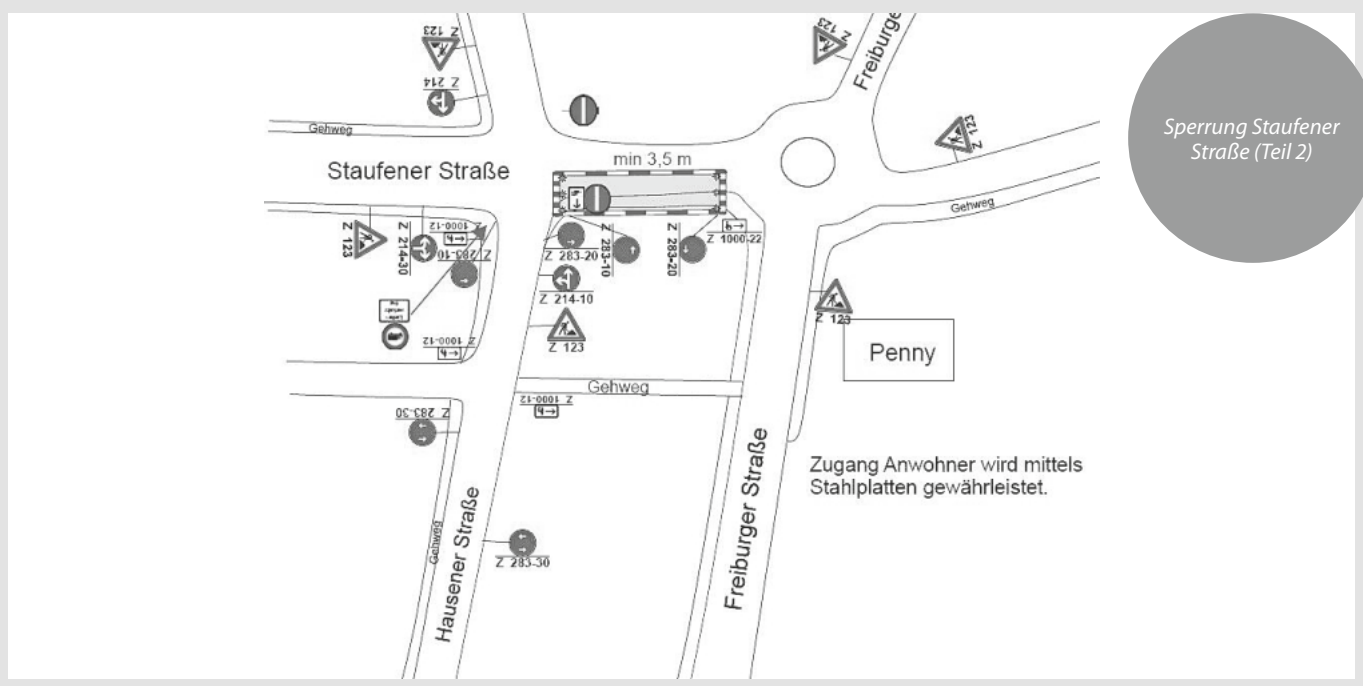 Z 123
Z 214
Gehweg
Staufener Straße
min 3,5 m
Z 123
Freiburger
Z 123
Sperrung Staufener
Straße (Teil 2)
Gehweg
Z 123
Z 214-30
1000-12 Z
Z 283-10
Z 283-20
Z 283-10
Z 283-20
Z 1000-22
Z 214-10
Z 123
Z 1000-12
Z 123
Penny
Gehweg
Z 1000-12
Z 283-30
Zugang Anwohner wird mittels
Stahlplatten gewährleistet.
Gehweg
Hausener Straße
Z 283-30
Freiburger Straße